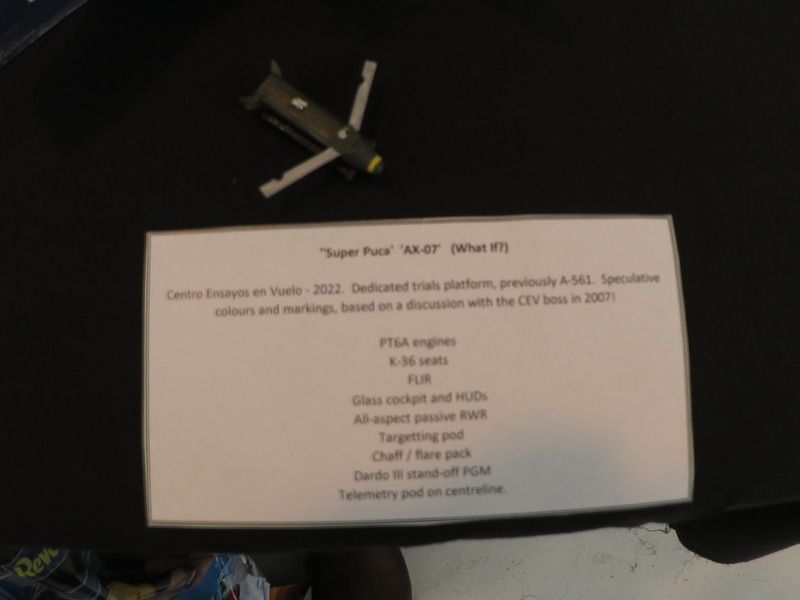 "Super Puca' 'AX-07' (What If?)
Centro Ensayos en Vuelo - 2022. Dedicated trials platform, previously A-561. Speculative
colours and markings, based on a discussion with the CEV boss in 2007!
PT6A engines
K-36 seats
FLIR
Glass cockpit and HUDs
All-aspect passive RWR
Targetting pod
Chaff / flare pack
Dardo III stand-off PGM
Telemetry pod on centreline.